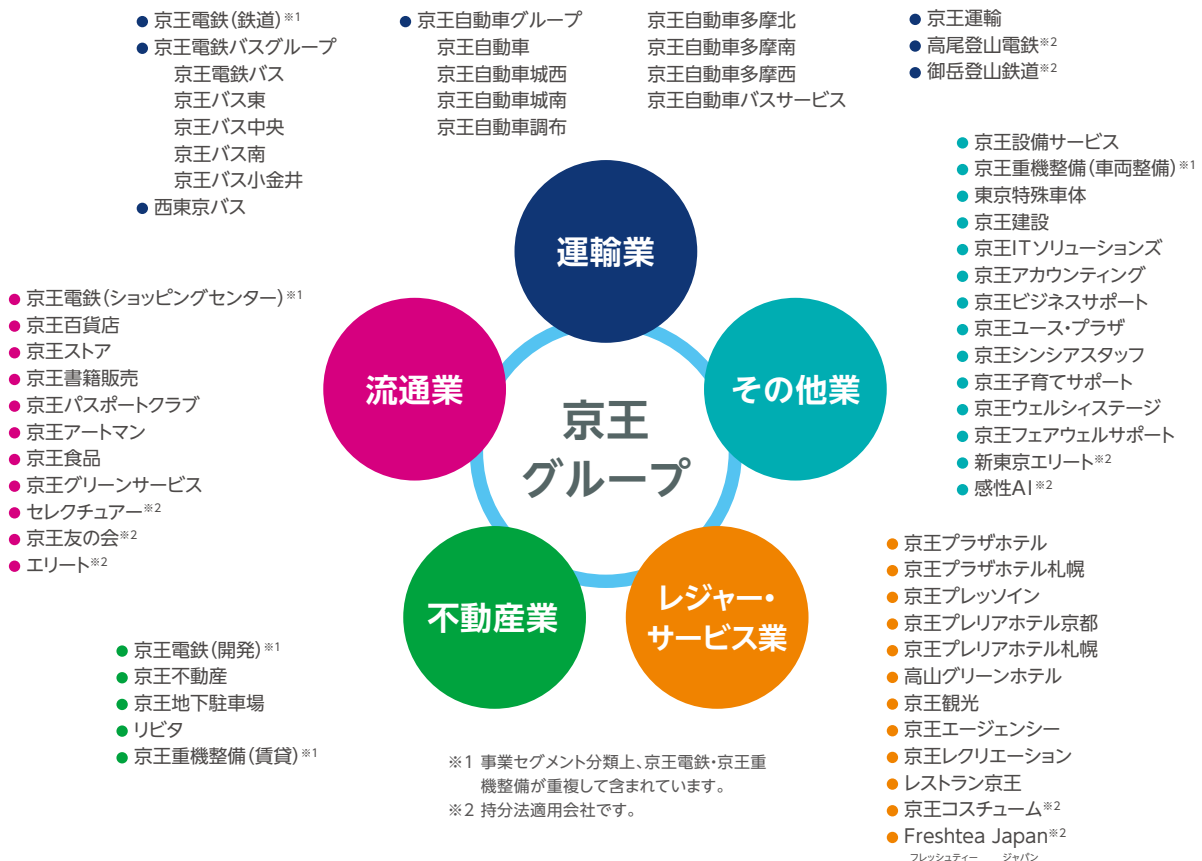 ● 京王電鉄(鉄道)※1
● 京王電鉄バスグループ
京王電鉄バス
京王バス東
京王バス中央
京王バス南
京王バス小金井
● 西東京バス
● 京王自動車グループ
京王自動車
京王自動車城西
京王自動車城南
京王自動車調布
京王自動車多摩北
京王自動車多摩南
京王自動車多摩西
京王自動車バスサービス
● 京王運輸
● 高尾登山電鉄※2
● 御岳登山鉄道※2
運輸業
● 京王設備サービス
● 京王重機整備(車両整備)※1
● 東京特殊車体
● 京王建設
● 京王ITソリューションズ
● 京王アカウンティング
● 京王ビジネスサポート
● 京王ユース・プラザ
● 京王シンシアスタッフ
● 京王子育てサポート
● 京王ウェルシィステージ
● 京王フェアウェルサポート
● 新東京エリート※2
● 感性AI※2
その他業
● 京王電鉄(ショッピングセンター)※1
● 京王百貨店
● 京王ストア
● 京王書籍販売
● 京王パスポートクラブ
● 京王アートマン
● 京王食品
● 京王グリーンサービス
● セレクチュアー※2
● 京王友の会※2
● エリート※2
流通業
京王
グループ
不動産業
● 京王電鉄(開発)※1
● 京王不動産
● 京王地下駐車場
● リビタ
● 京王重機整備(賃貸)※1
レジャー・
サービス業
● 京王プラザホテル
● 京王プラザホテル札幌
● 京王プレッソイン
● 京王プレリアホテル京都
● 京王プレリアホテル札幌
● 高山グリーンホテル
● 京王観光
● 京王エージェンシー
● 京王レクリエーション
● レストラン京王
● 京王コスチューム※2
● Freshtea Japan※2
フレッシュティー ジャパン
※1 事業セグメント分類上、京王電鉄・京王重
機整備が重複して含まれています。
※2 持分法適用会社です。